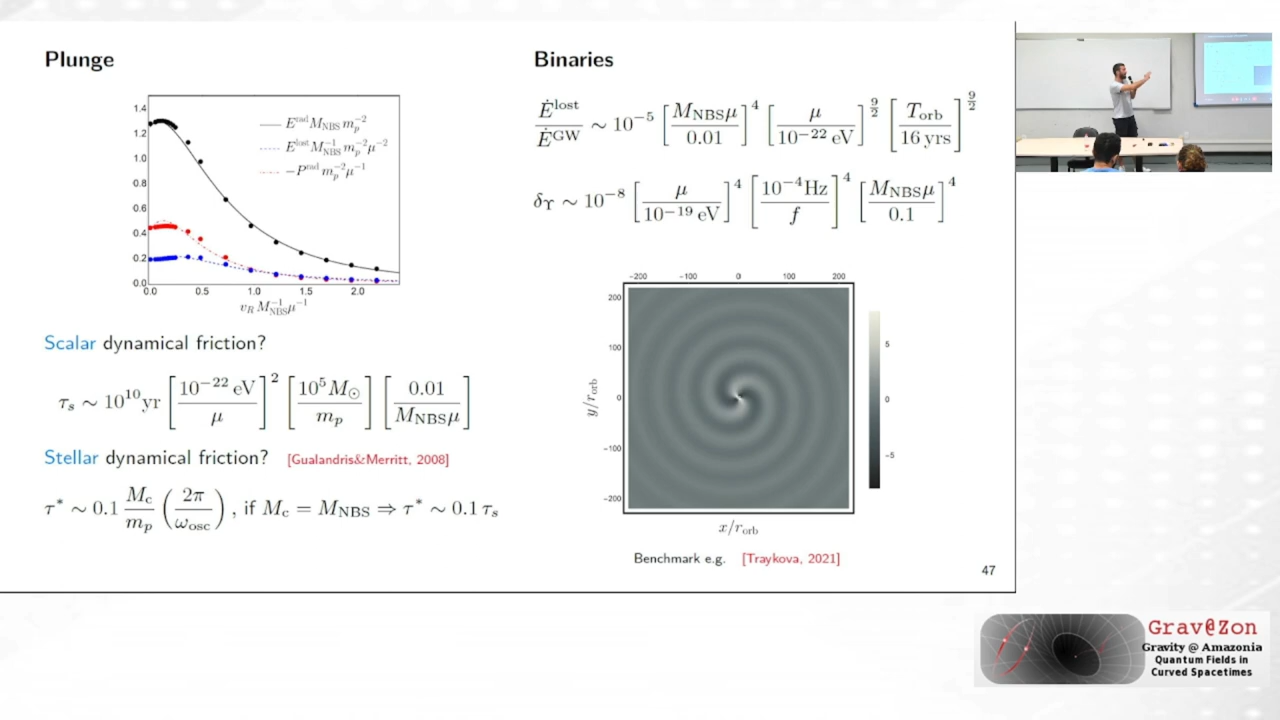 Plunge
1.4
1.2
1.0
0.8
0.6
0.4
0.2
0.0
0.0 0.5 1.0 1.5 2.0
v_R M_NBS^{-1} μ^{-1}
E^rad M_NBS m_p^{-2}
E^lost M_NBS^{-1} m_p^{-2} μ^{-2}
−P^rad m_p^{-2} μ^{-1}
Scalar dynamical friction?
τ_s ∼ 10^{10} yr [10^{-22} eV / μ]^2 [10^5 M_⊙ / m_p] [0.01 / M_NBS μ]
Stellar dynamical friction? [Gualandris&Merritt, 2008]
τ* ∼ 0.1 M_c/m_p (2π/ω_osc), if M_c = M_NBS ⇒ τ* ∼ 0.1 τ_s
Binaries
Ė^lost / Ė^GW ∼ 10^{-5} [M_NBS μ / 0.01]^4 [μ / 10^{-22} eV]^{9/2} [T_orb / 16 yrs]^{9/2}
δ_ϒ ∼ 10^{-8} [μ / 10^{-19} eV]^4 [10^{-4} Hz / f]^4 [M_NBS μ / 0.1]^4
−200 −100 0 100 200
200
100
0
−100
−200
y/r_orb
x/r_orb
5
0
−5
Benchmark e.g. [Traykova, 2021]
47
Grav@Zon
Gravity @ Amazonia
Quantum Fields in
Curved Spacetimes